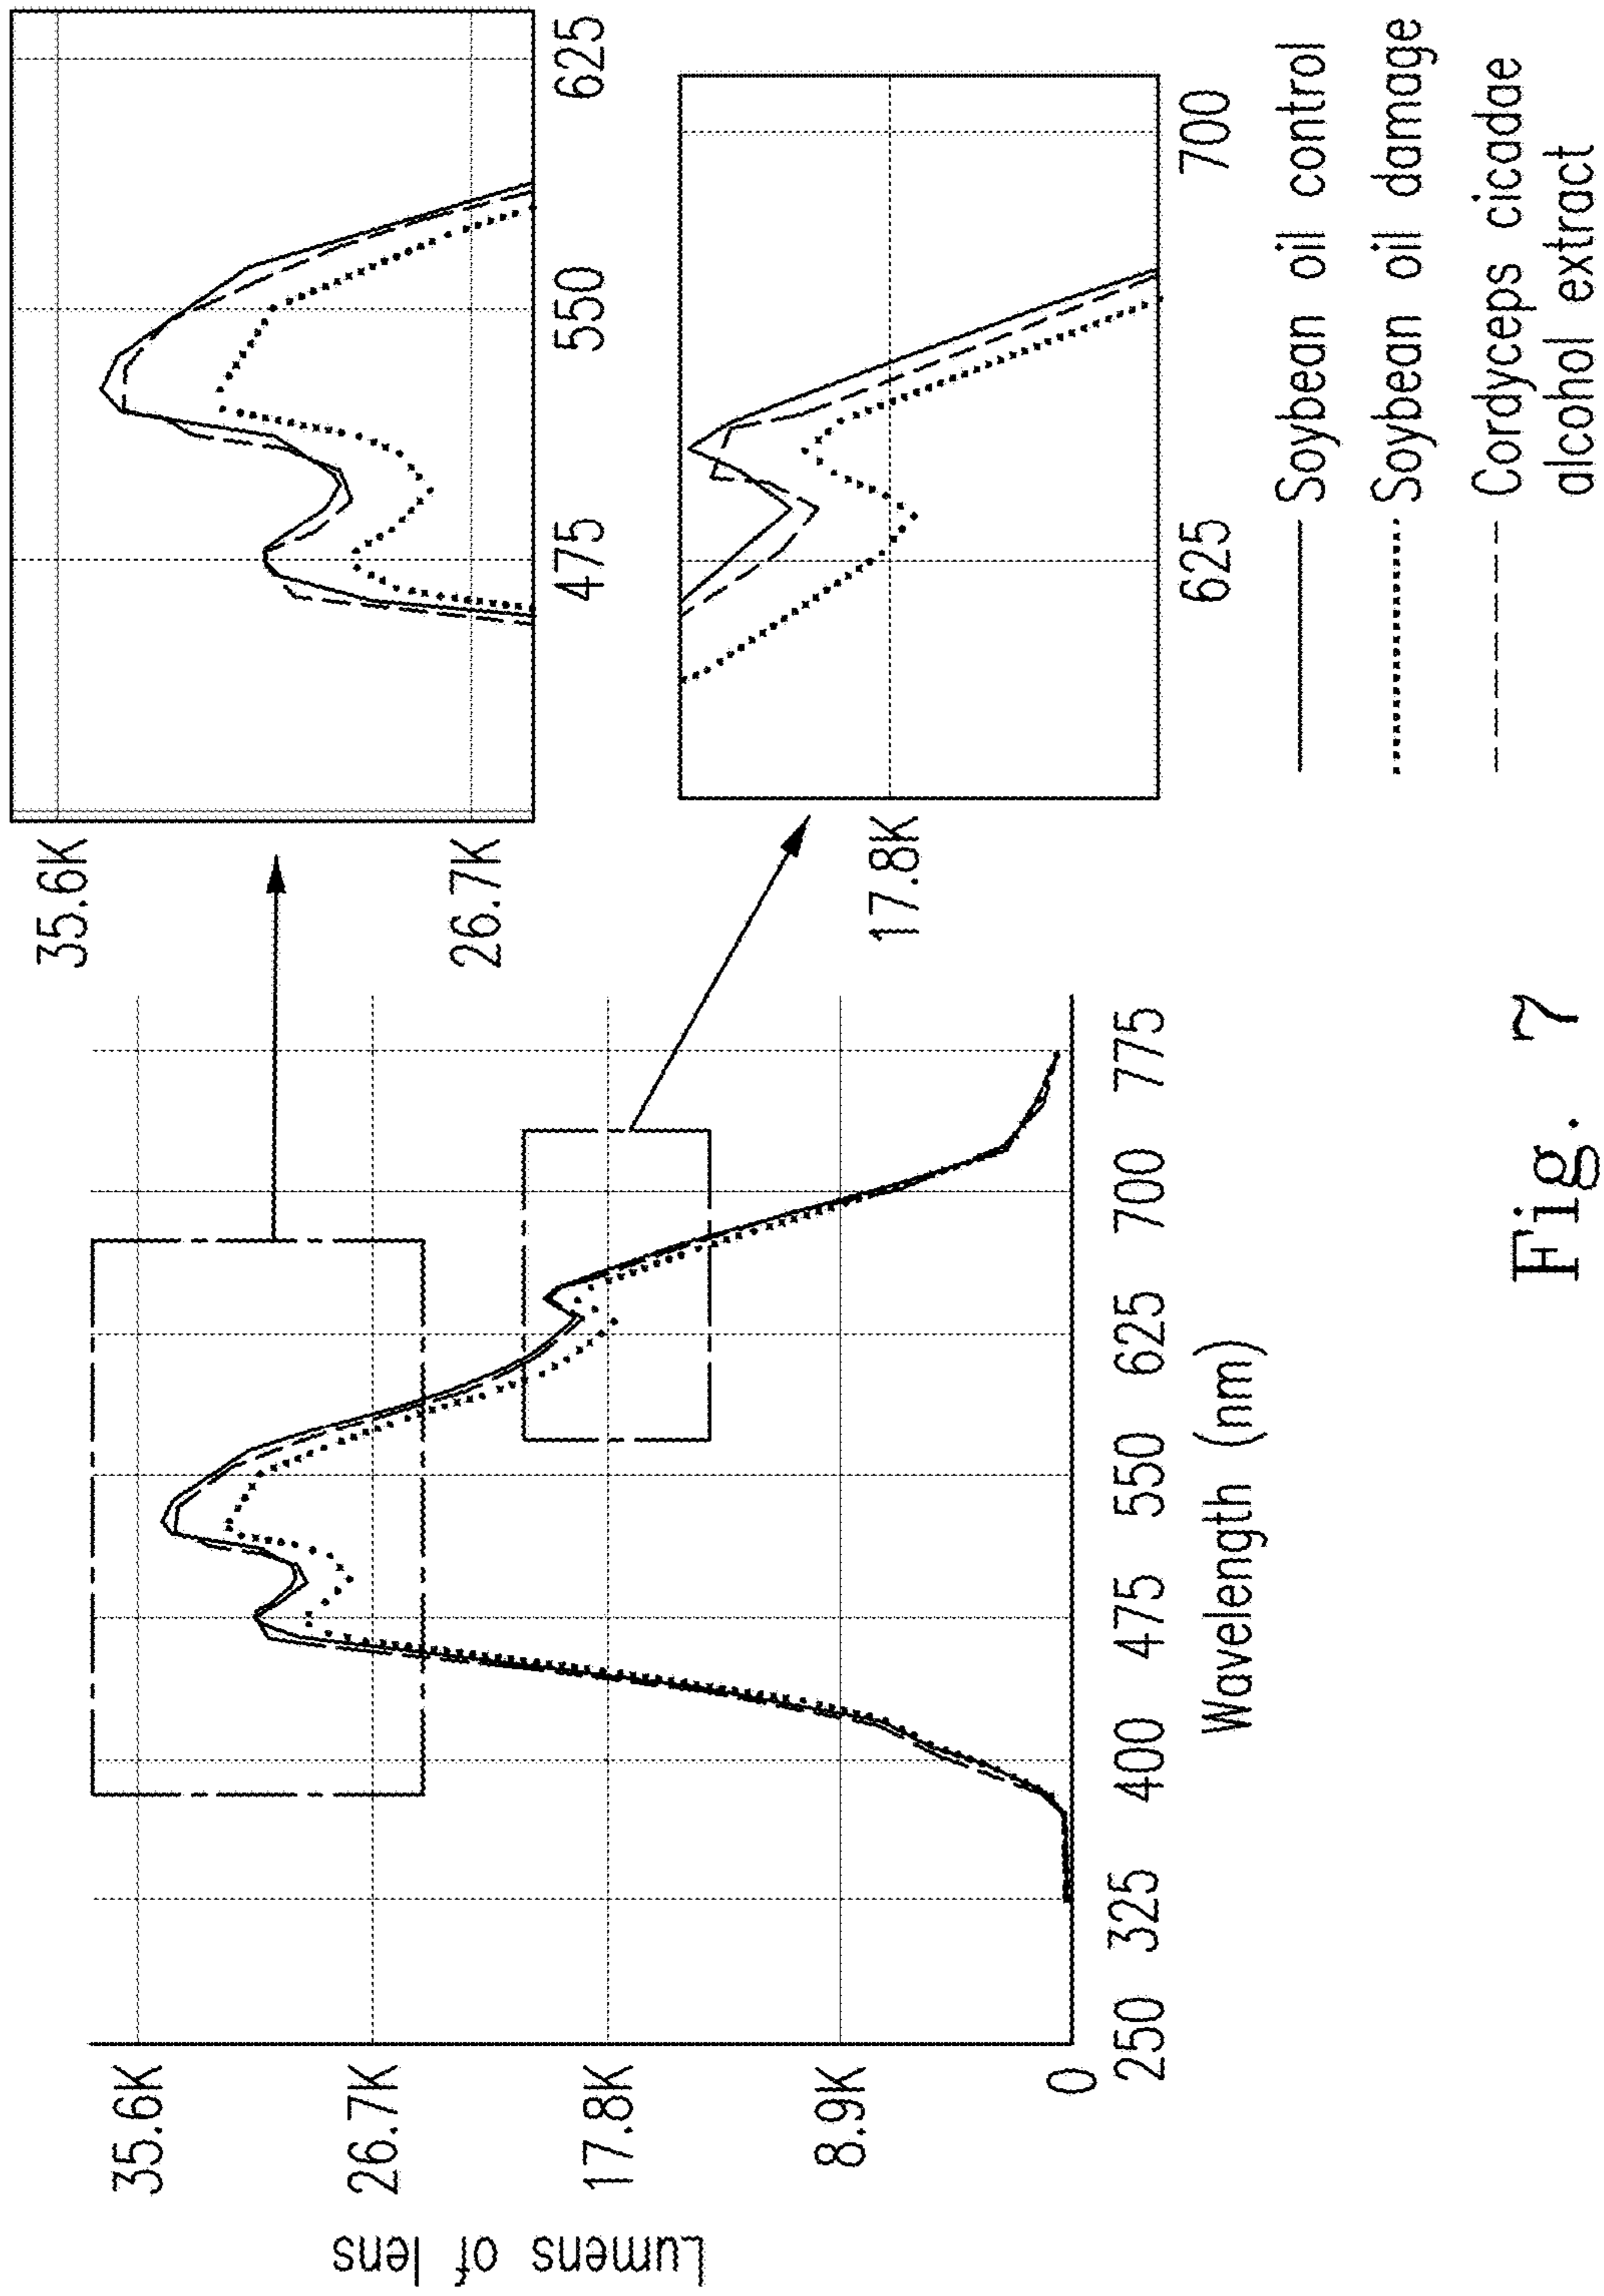 Lumens of lens
35.6K
26.7K
17.8K
8.9K
0
250 325 400 475 550 625 700 775
Wavelength (nm)
35.6K
26.7K
475 550 625
17.8K
625 700
Soybean oil control
Soybean oil damage
Cordyceps cicadae
alcohol extract
Fig. 7